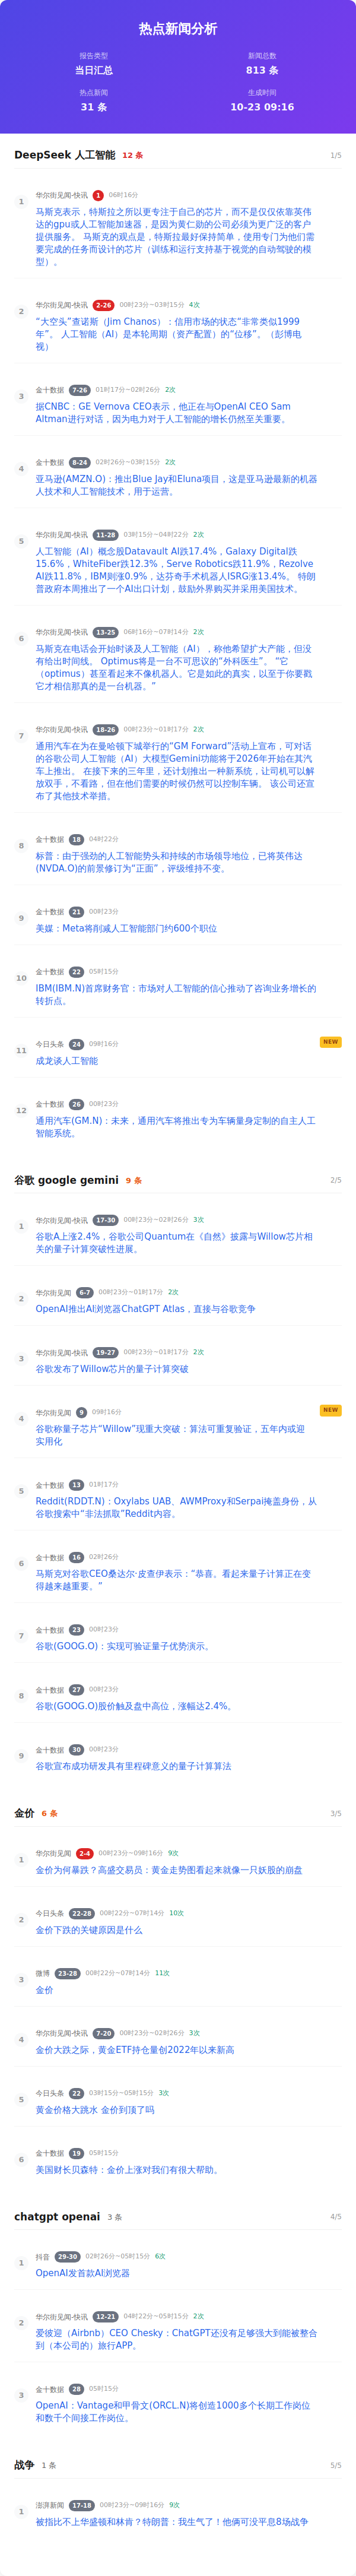 热点新闻分析
报告类型
新闻总数
当日汇总
813 条
热点新闻
生成时间
31 条
10-23 09:16
DeepSeek 人工智能 12 条 1/5
1
华尔街见闻-快讯 1 06时16分
马斯克表示，特斯拉之所以更专注于自己的芯片，而不是仅仅依靠英伟
达的gpu或人工智能加速器，是因为黄仁勋的公司必须为更广泛的客户
提供服务。 马斯克的观点是，特斯拉最好保持简单，使用专门为他们需
要完成的任务而设计的芯片（训练和运行支持基于视觉的自动驾驶的模
型）。
2
华尔街见闻-快讯 2-26 00时23分~03时15分 4次
“大空头”查诺斯（Jim Chanos）：信用市场的状态“非常类似1999
年”。 人工智能（AI）是本轮周期（资产配置）的“位移”。（彭博电
视）
3
金十数据 7-26 01时17分~02时26分 2次
据CNBC：GE Vernova CEO表示，他正在与OpenAI CEO Sam
Altman进行对话，因为电力对于人工智能的增长仍然至关重要。
4
金十数据 8-24 02时26分~03时15分 2次
亚马逊(AMZN.O)：推出Blue Jay和Eluna项目，这是亚马逊最新的机器
人技术和人工智能技术，用于运营。
5
华尔街见闻-快讯 11-28 03时15分~04时22分 2次
人工智能（AI）概念股Datavault AI跌17.4%，Galaxy Digital跌
15.6%，WhiteFiber跌12.3%，Serve Robotics跌11.9%，Rezolve
AI跌11.8%，IBM则涨0.9%，达芬奇手术机器人ISRG涨13.4%。 特朗
普政府本周推出了一个AI出口计划，鼓励外界购买并采用美国技术。
6
华尔街见闻-快讯 13-25 06时16分~07时14分 2次
马斯克在电话会开始时谈及人工智能（AI），称他希望扩大产能，但没
有给出时间线。 Optimus将是一台不可思议的“外科医生”。 “它
（optimus）甚至看起来不像机器人。它是如此的真实，以至于你要戳
它才相信那真的是一台机器。”
7
华尔街见闻-快讯 18-26 00时23分~01时17分 2次
通用汽车在为在曼哈顿下城举行的“GM Forward”活动上宣布，可对话
的谷歌公司人工智能（AI）大模型Gemini功能将于2026年开始在其汽
车上推出。 在接下来的三年里，还计划推出一种新系统，让司机可以解
放双手，不看路，但在他们需要的时候仍然可以控制车辆。 该公司还宣
布了其他技术举措。
8
金十数据 18 04时22分
标普：由于强劲的人工智能势头和持续的市场领导地位，已将英伟达
(NVDA.O)的前景修订为“正面”，评级维持不变。
9
金十数据 21 00时23分
美媒：Meta将削减人工智能部门约600个职位
10
金十数据 22 05时15分
IBM(IBM.N)首席财务官：市场对人工智能的信心推动了咨询业务增长的
转折点。
11
今日头条 24 09时16分 NEW
成龙谈人工智能
12
金十数据 26 00时23分
通用汽车(GM.N)：未来，通用汽车将推出专为车辆量身定制的自主人工
智能系统。
谷歌 google gemini 9 条 2/5
1
华尔街见闻-快讯 17-30 00时23分~02时26分 3次
谷歌A上涨2.4%，谷歌公司Quantum在《自然》披露与Willow芯片相
关的量子计算突破性进展。
2
华尔街见闻 6-7 00时23分~01时17分 2次
OpenAI推出AI浏览器ChatGPT Atlas，直接与谷歌竞争
3
华尔街见闻-快讯 19-27 00时23分~01时17分 2次
谷歌发布了Willow芯片的量子计算突破
4
华尔街见闻 9 09时16分 NEW
谷歌称量子芯片“Willow”现重大突破：算法可重复验证，五年内或迎
实用化
5
金十数据 13 01时17分
Reddit(RDDT.N)：Oxylabs UAB、AWMProxy和Serpai掩盖身份，从
谷歌搜索中“非法抓取”Reddit内容。
6
金十数据 16 02时26分
马斯克对谷歌CEO桑达尔·皮查伊表示：“恭喜。看起来量子计算正在变
得越来越重要。”
7
金十数据 23 00时23分
谷歌(GOOG.O)：实现可验证量子优势演示。
8
金十数据 27 00时23分
谷歌(GOOG.O)股价触及盘中高位，涨幅达2.4%。
9
金十数据 30 00时23分
谷歌宣布成功研发具有里程碑意义的量子计算算法
金价 6 条 3/5
1
华尔街见闻 2-4 00时23分~09时16分 9次
金价为何暴跌？高盛交易员：黄金走势图看起来就像一只妖股的崩盘
2
今日头条 22-28 00时22分~07时14分 10次
金价下跌的关键原因是什么
3
微博 23-28 00时22分~07时14分 11次
金价
4
华尔街见闻-快讯 7-20 00时23分~02时26分 3次
金价大跌之际，黄金ETF持仓量创2022年以来新高
5
今日头条 22 03时15分~05时15分 3次
黄金价格大跳水 金价到顶了吗
6
金十数据 19 05时15分
美国财长贝森特：金价上涨对我们有很大帮助。
chatgpt openai 3 条 4/5
1
抖音 29-30 02时26分~05时15分 6次
OpenAI发首款AI浏览器
2
华尔街见闻-快讯 12-21 04时22分~05时15分 2次
爱彼迎（Airbnb）CEO Chesky：ChatGPT还没有足够强大到能被整合
到（本公司的）旅行APP。
3
金十数据 28 05时15分
OpenAI：Vantage和甲骨文(ORCL.N)将创造1000多个长期工作岗位
和数千个间接工作岗位。
战争 1 条 5/5
1
澎湃新闻 17-18 00时23分~09时16分 9次
被指比不上华盛顿和林肯？特朗普：我生气了！他俩可没平息8场战争